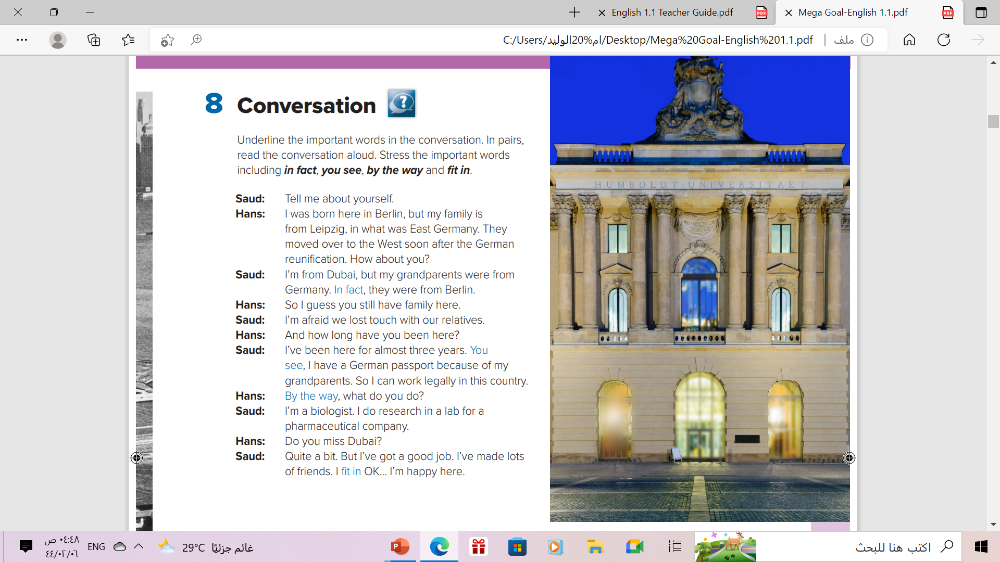 English 1.1 Teacher Guide.pdf
Mega Goal-English 1.1.pdf
C:/Users/ام%20الوليد/Desktop/Mega%20Goal-English%201.1.pdf
ملف
8 Conversation
Underline the important words in the conversation. In pairs,
read the conversation aloud. Stress the important words
including in fact, you see, by the way and fit in.
Saud: Tell me about yourself.
Hans: I was born here in Berlin, but my family is
from Leipzig, in what was East Germany. They
moved over to the West soon after the German
reunification. How about you?
Saud: I’m from Dubai, but my grandparents were from
Germany. In fact, they were from Berlin.
Hans: So I guess you still have family here.
Saud: I’m afraid we lost touch with our relatives.
Hans: And how long have you been here?
Saud: I’ve been here for almost three years. You
see, I have a German passport because of my
grandparents. So I can work legally in this country.
Hans: By the way, what do you do?
Saud: I’m a biologist. I do research in a lab for a
pharmaceutical company.
Hans: Do you miss Dubai?
Saud: Quite a bit. But I’ve got a good job. I’ve made lots
of friends. I fit in OK... I’m happy here.
HUMBOLDT·UNIVERSITAET
NUTRIMENTUM
SPIRITUS
PDF
PDF
٠٤:٤٨ ص
٤٤/٠٢/٠٦
ENG
29°C غائم جزئيًا
اكتب هنا للبحث